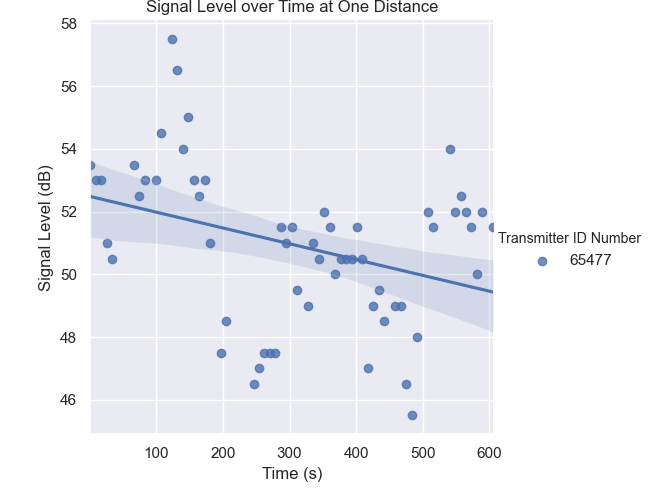 Signal Level over Time at One Distance
58
56
54
52
50
48
46
Signal Level (dB)
100 200 300 400 500 600
Time (s)
Transmitter ID Number
65477